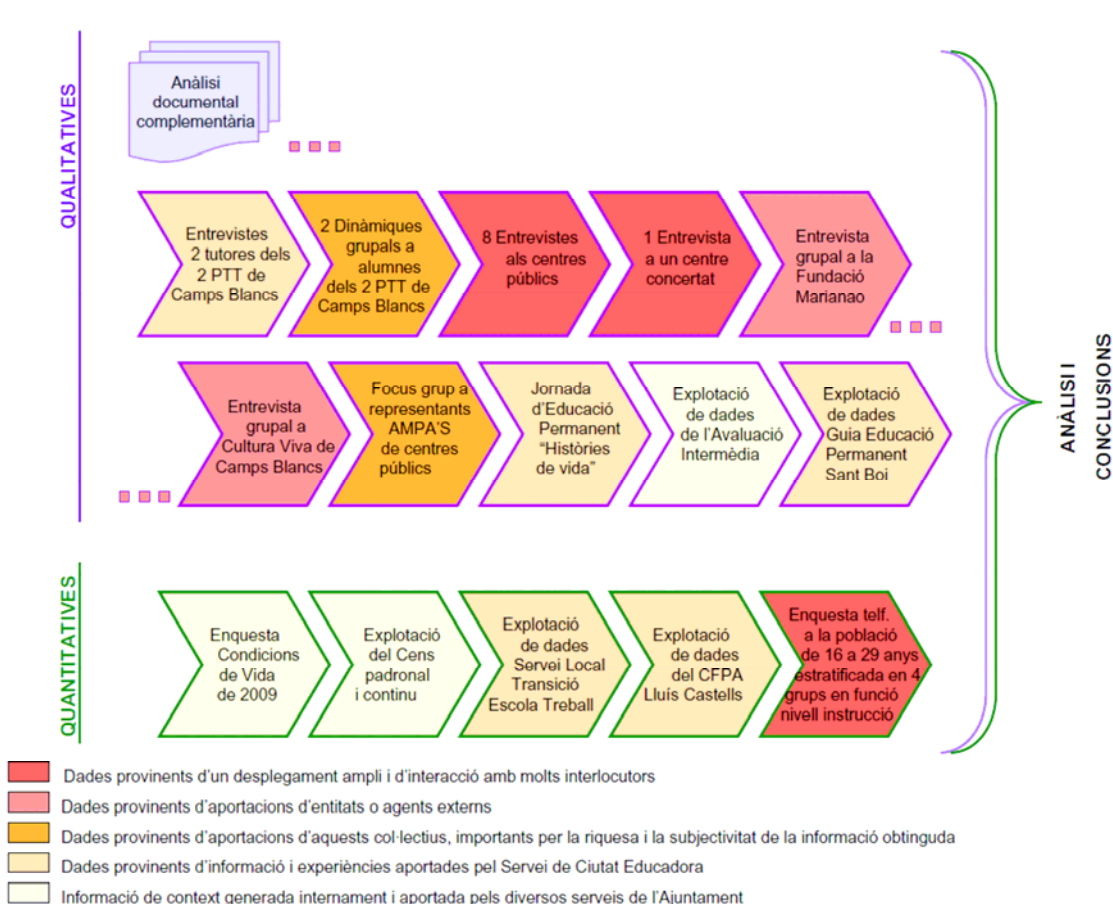 QUALITATIVES
Anàlisi
documental
complementària
Entrevistes
2 tutores dels
2 PTT de
Camps Blancs
2 Dinàmiques
grupals a
alumnes
dels 2 PTT de
Camps Blancs
8 Entrevistes
als centres
públics
1 Entrevista
a un centre
concertat
Entrevista
grupal a la
Fundació
Marianao
Entrevista
grupal a
Cultura Viva de
Camps Blancs
Focus grup a
representants
AMPA'S
de centres
públics
Jornada
d'Educació
Permanent
“Històries
de vida”
Explotació
de dades
de l'Avaluació
Intermèdia
Explotació
de dades
Guia Educació
Permanent
Sant Boi
ANÀLISI I
CONCLUSIONS
QUANTITATIVES
Enquesta
Condicions
de Vida
de 2009
Explotació
del Cens
padronal
i continu
Explotació
de dades
Servei Local
Transició
Escola Treball
Explotació
de dades
del CFPA
Lluís Castells
Enquesta telf.
a la població
de 16 a 29 anys
estratificada en 4
grups en funció
nivell instrucció
Dades provinents d'un desplegament ampli i d'interacció amb molts interlocutors
Dades provinents d'aportacions d'entitats o agents externs
Dades provinents d'aportacions d'aquests col·lectius, importants per la riquesa i la subjectivitat de la informació obtinguda
Dades provinents d'informació i experiències aportades pel Servei de Ciutat Educadora
Informació de context generada internament i aportada pels diversos serveis de l'Ajuntament